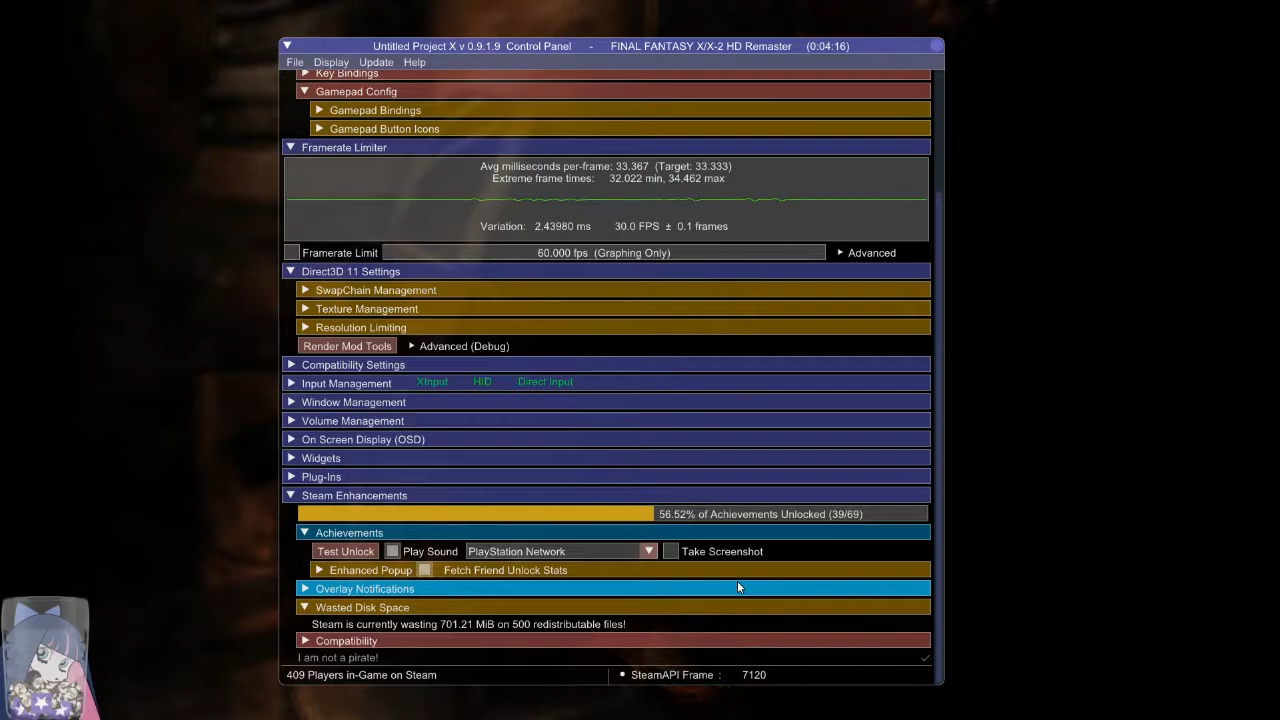 Untitled Project X v 0.9.1.9 Control Panel - FINAL FANTASY X/X-2 HD Remaster (0:04:16)
File Display Update Help
Key Bindings
Gamepad Config
Gamepad Bindings
Gamepad Button Icons
Framerate Limiter
Avg milliseconds per-frame: 33.367 (Target: 33.333)
Extreme frame times: 32.022 min, 34.462 max
Variation: 2.43980 ms 30.0 FPS ± 0.1 frames
Framerate Limit 60.000 fps (Graphing Only) Advanced
Direct3D 11 Settings
SwapChain Management
Texture Management
Resolution Limiting
Render Mod Tools Advanced (Debug)
Compatibility Settings
Input Management XInput HID Direct Input
Window Management
Volume Management
On Screen Display (OSD)
Widgets
Plug-Ins
Steam Enhancements
56.52% of Achievements Unlocked (39/69)
Achievements
Test Unlock Play Sound PlayStation Network Take Screenshot
Enhanced Popup Fetch Friend Unlock Stats
Overlay Notifications
Wasted Disk Space
Steam is currently wasting 701.21 MiB on 500 redistributable files!
Compatibility
I am not a pirate!
409 Players in-Game on Steam SteamAPI Frame : 7120